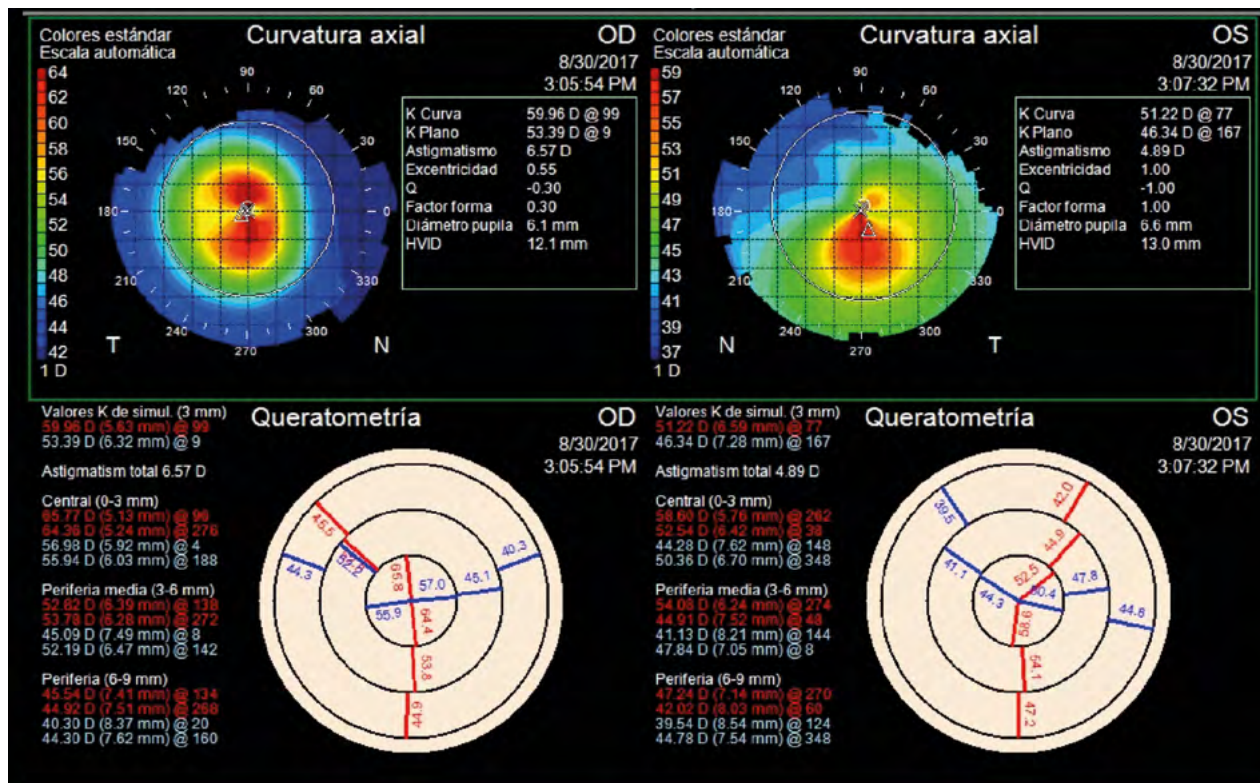 Colores estándar
Escala automática
Curvatura axial
OD
8/30/2017
3:05:54 PM
64
62
60
58
56
54
52
50
48
46
44
42
1 D
90
120
60
150
30
180
0
210
330
240
300
270
T
N
K Curva 59.96 D @ 99
K Plano 53.39 D @ 9
Astigmatismo 6.57 D
Excentricidad 0.55
Q -0.30
Factor forma 0.30
Diámetro pupila 6.1 mm
HVID 12.1 mm
Colores estándar
Escala automática
Curvatura axial
OS
8/30/2017
3:07:32 PM
59
57
55
53
51
49
47
45
43
41
39
37
1 D
90
120
60
150
30
180
0
210
330
240
300
270
N
T
K Curva 51.22 D @ 77
K Plano 46.34 D @ 167
Astigmatismo 4.89 D
Excentricidad 1.00
Q -1.00
Factor forma 1.00
Diámetro pupila 6.6 mm
HVID 13.0 mm
Valores K de simul. (3 mm)
59.96 D (5.63 mm) @ 99
53.39 D (6.32 mm) @ 9
Astigmatism total 6.57 D
Central (0-3 mm)
65.77 D (5.13 mm) @ 96
64.36 D (5.24 mm) @ 276
56.98 D (5.92 mm) @ 4
55.94 D (6.03 mm) @ 188
Periferia media (3-6 mm)
52.82 D (6.39 mm) @ 138
53.78 D (6.28 mm) @ 272
45.09 D (7.49 mm) @ 8
52.19 D (6.47 mm) @ 142
Periferia (6-9 mm)
45.54 D (7.41 mm) @ 134
44.92 D (7.51 mm) @ 268
40.30 D (8.37 mm) @ 20
44.30 D (7.62 mm) @ 160
Queratometría
OD
8/30/2017
3:05:54 PM
45.5
52.2
44.3
65.8
57.0
45.1
40.3
55.9
64.4
53.8
44.9
Valores K de simul. (3 mm)
51.22 D (6.59 mm) @ 77
46.34 D (7.28 mm) @ 167
Astigmatism total 4.89 D
Central (0-3 mm)
58.60 D (5.76 mm) @ 262
52.54 D (6.42 mm) @ 38
44.28 D (7.62 mm) @ 148
50.36 D (6.70 mm) @ 348
Periferia media (3-6 mm)
54.08 D (6.24 mm) @ 274
44.91 D (7.52 mm) @ 48
41.13 D (8.21 mm) @ 144
47.84 D (7.05 mm) @ 8
Periferia (6-9 mm)
47.24 D (7.14 mm) @ 270
42.02 D (8.03 mm) @ 60
39.54 D (8.54 mm) @ 124
44.78 D (7.54 mm) @ 348
Queratometría
OS
8/30/2017
3:07:32 PM
39.5
42.0
44.9
41.1
52.5
47.8
44.3
50.4
44.8
58.6
54.1
47.2